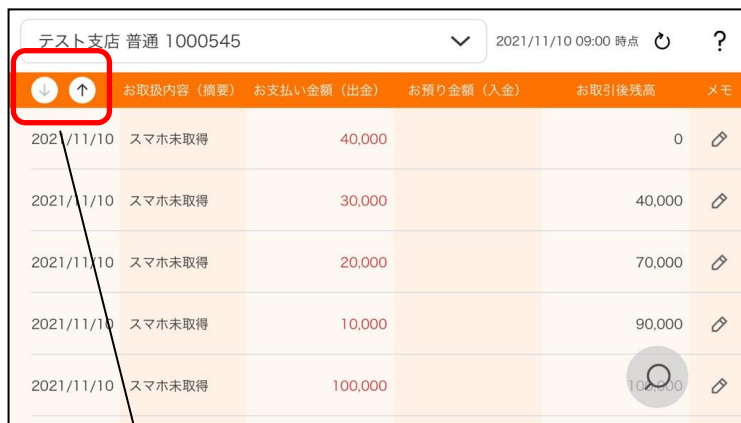 テスト支店 普通 1000545 2021/11/10 09:00 時点 ?
↓ ↑ お取扱内容（摘要） お支払い金額（出金） お預り金額（入金） お取引後残高 メモ
2021/11/10 スマホ未取得 40,000 0
2021/11/10 スマホ未取得 30,000 40,000
2021/11/10 スマホ未取得 20,000 70,000
2021/11/10 スマホ未取得 10,000 90,000
2021/11/10 スマホ未取得 100,000 100,000